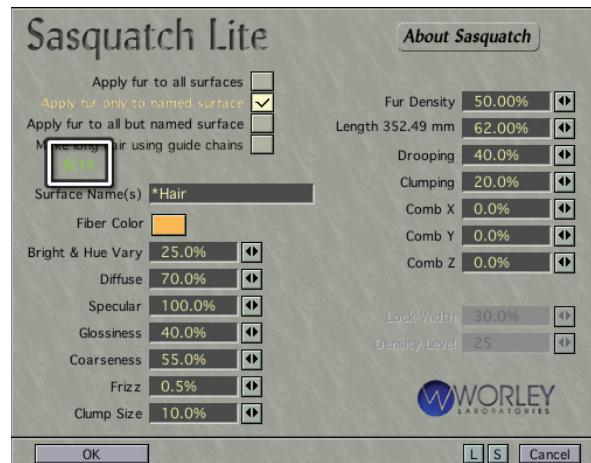 Sasquatch Lite
About Sasquatch
Apply fur to all surfaces
Apply fur only to named surface
Apply fur to all but named surface
Make long hair using guide chains
9/13
Surface Name(s) *Hair
Fiber Color
Bright & Hue Vary 25.0%
Diffuse 70.0%
Specular 100.0%
Glossiness 40.0%
Coarseness 55.0%
Frizz 0.5%
Clump Size 10.0%
Fur Density 50.00%
Length 352.49 mm 62.00%
Drooping 40.0%
Clumping 20.0%
Comb X 0.0%
Comb Y 0.0%
Comb Z 0.0%
Lock Width 30.0%
Density Level 25
WORLEY
LABORATORIES
OK
L S Cancel